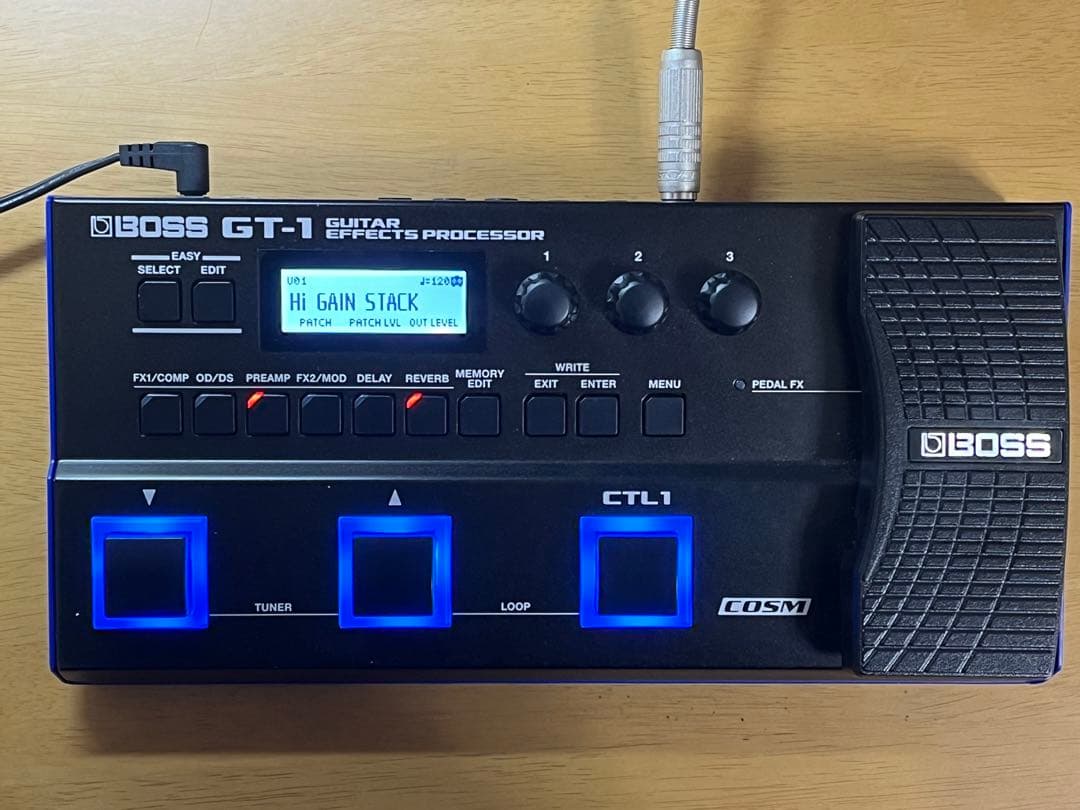 BOSS GT-1 GUITAR EFFECTS PROCESSOR
EASY
SELECT EDIT
U01 ♩=120
Hi GAIN STACK
PATCH PATCH LVL OUT LEVEL
1 2 3
FX1/COMP OD/DS PREAMP FX2/MOD DELAY REVERB MEMORY EDIT
WRITE
EXIT ENTER
MENU
PEDAL FX
BOSS
▼ ▲ CTL1
TUNER LOOP
COSM